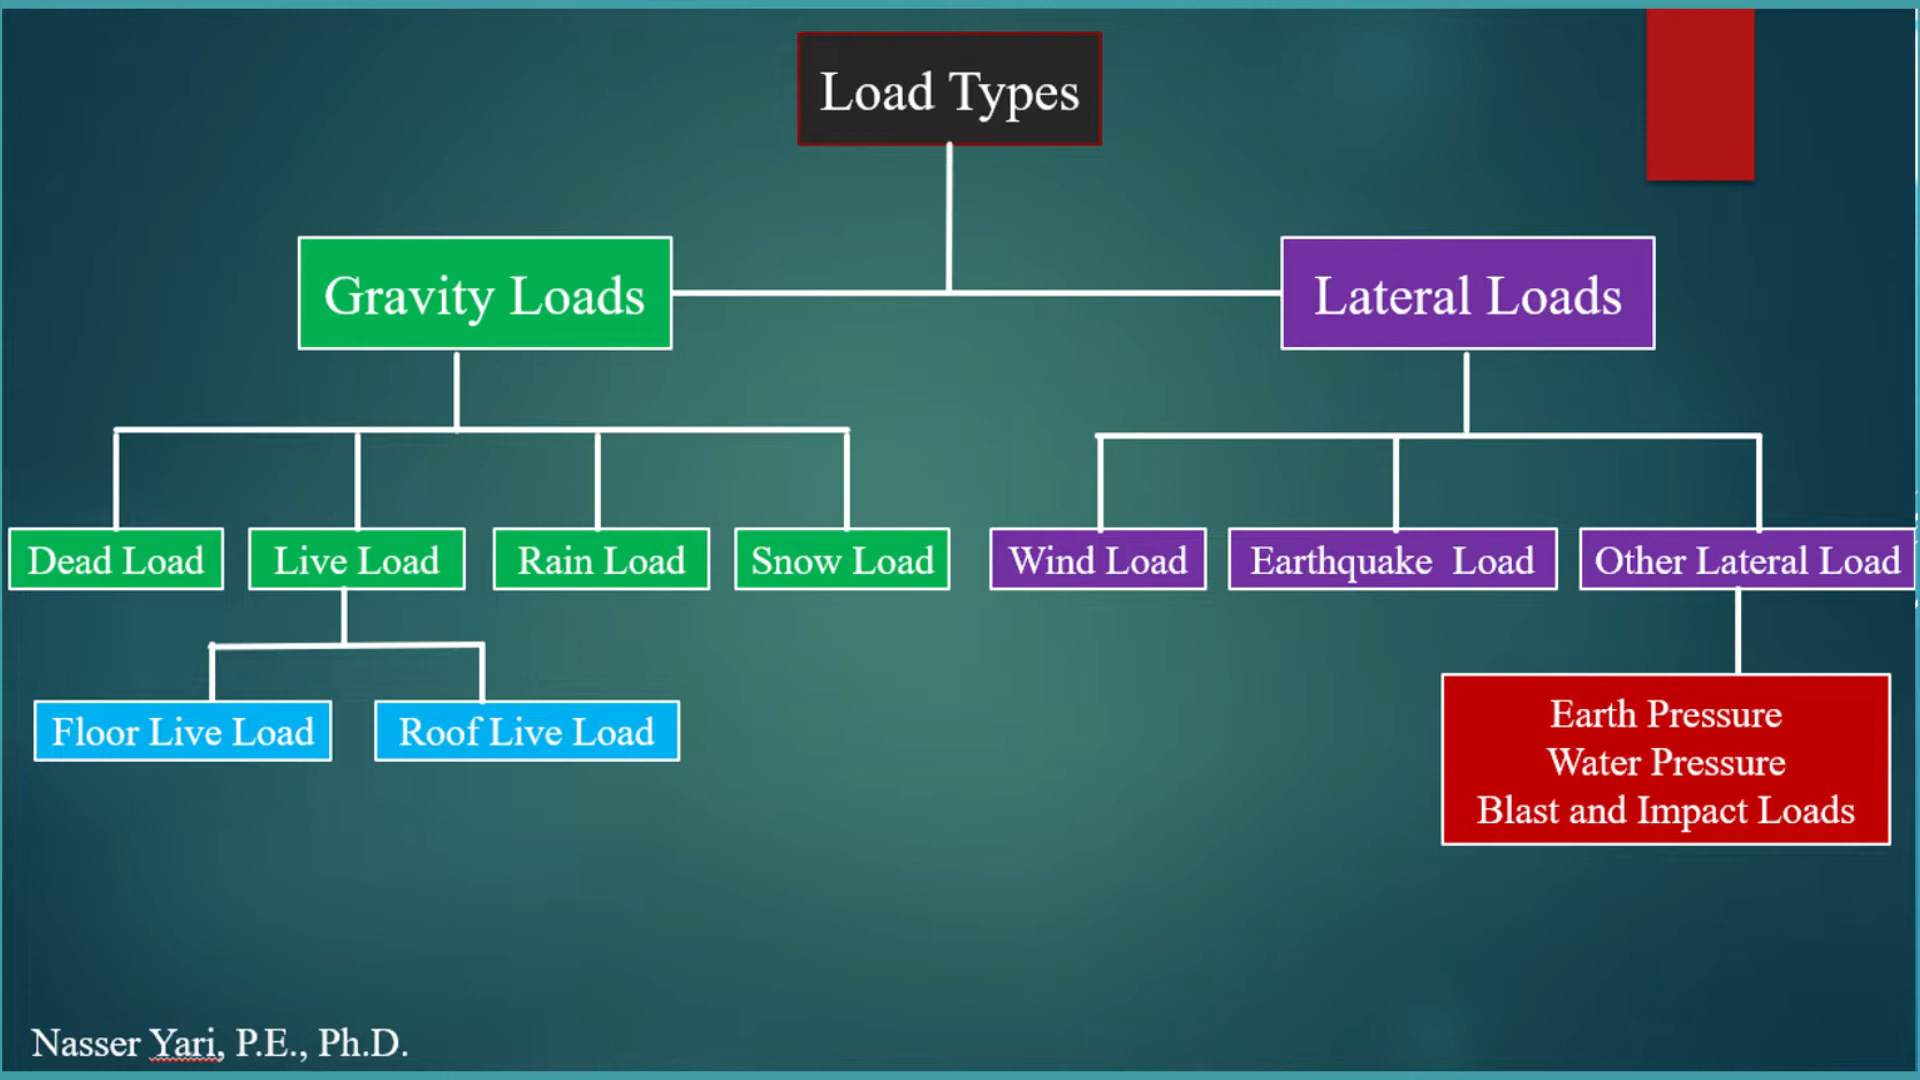 Load Types
Gravity Loads
Lateral Loads
Dead Load
Live Load
Rain Load
Snow Load
Wind Load
Earthquake  Load
Other Lateral Load
Floor Live Load
Roof Live Load
Earth Pressure
Water Pressure
Blast and Impact Loads
Nasser Yari, P.E., Ph.D.